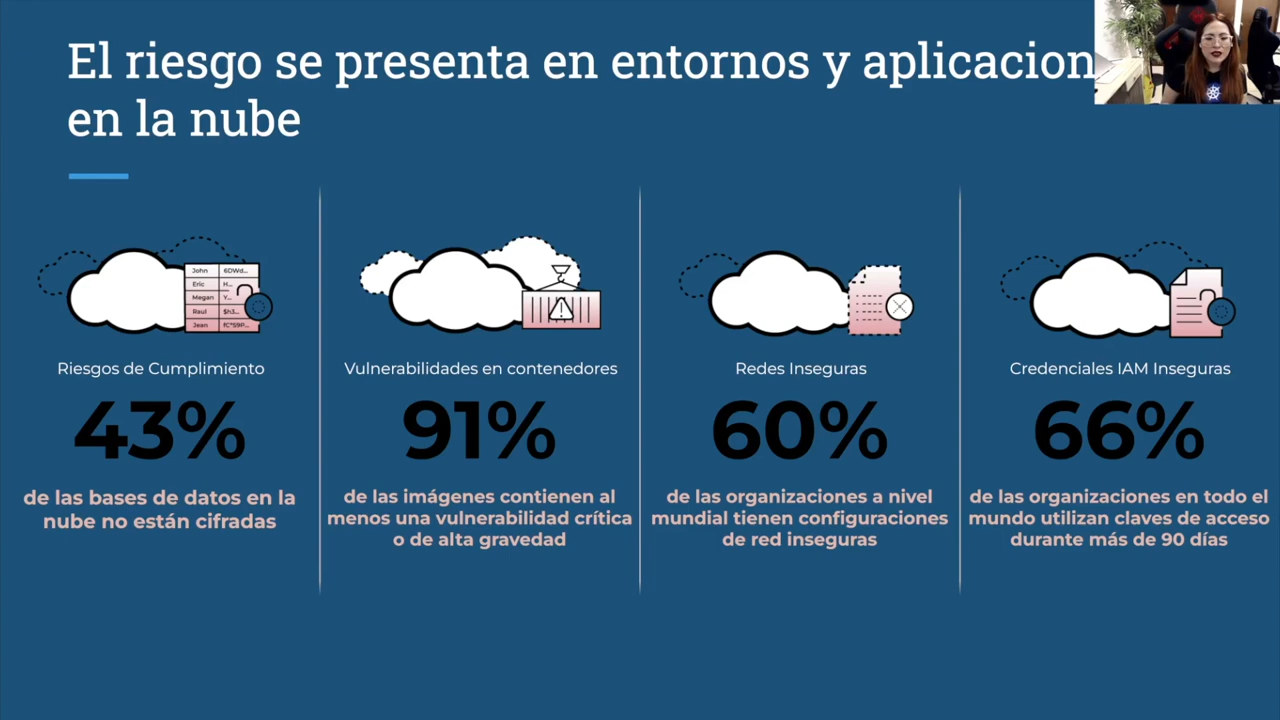 El riesgo se presenta en entornos y aplicacion
en la nube
John 6DWd...
Eric H...
Megan Y...
Raul $h3...
Jean fC*59P...
Riesgos de Cumplimiento
43%
de las bases de datos en la
nube no están cifradas
Vulnerabilidades en contenedores
91%
de las imágenes contienen al
menos una vulnerabilidad crítica
o de alta gravedad
Redes Inseguras
60%
de las organizaciones a nivel
mundial tienen configuraciones
de red inseguras
Credenciales IAM Inseguras
66%
de las organizaciones en todo el
mundo utilizan claves de acceso
durante más de 90 días